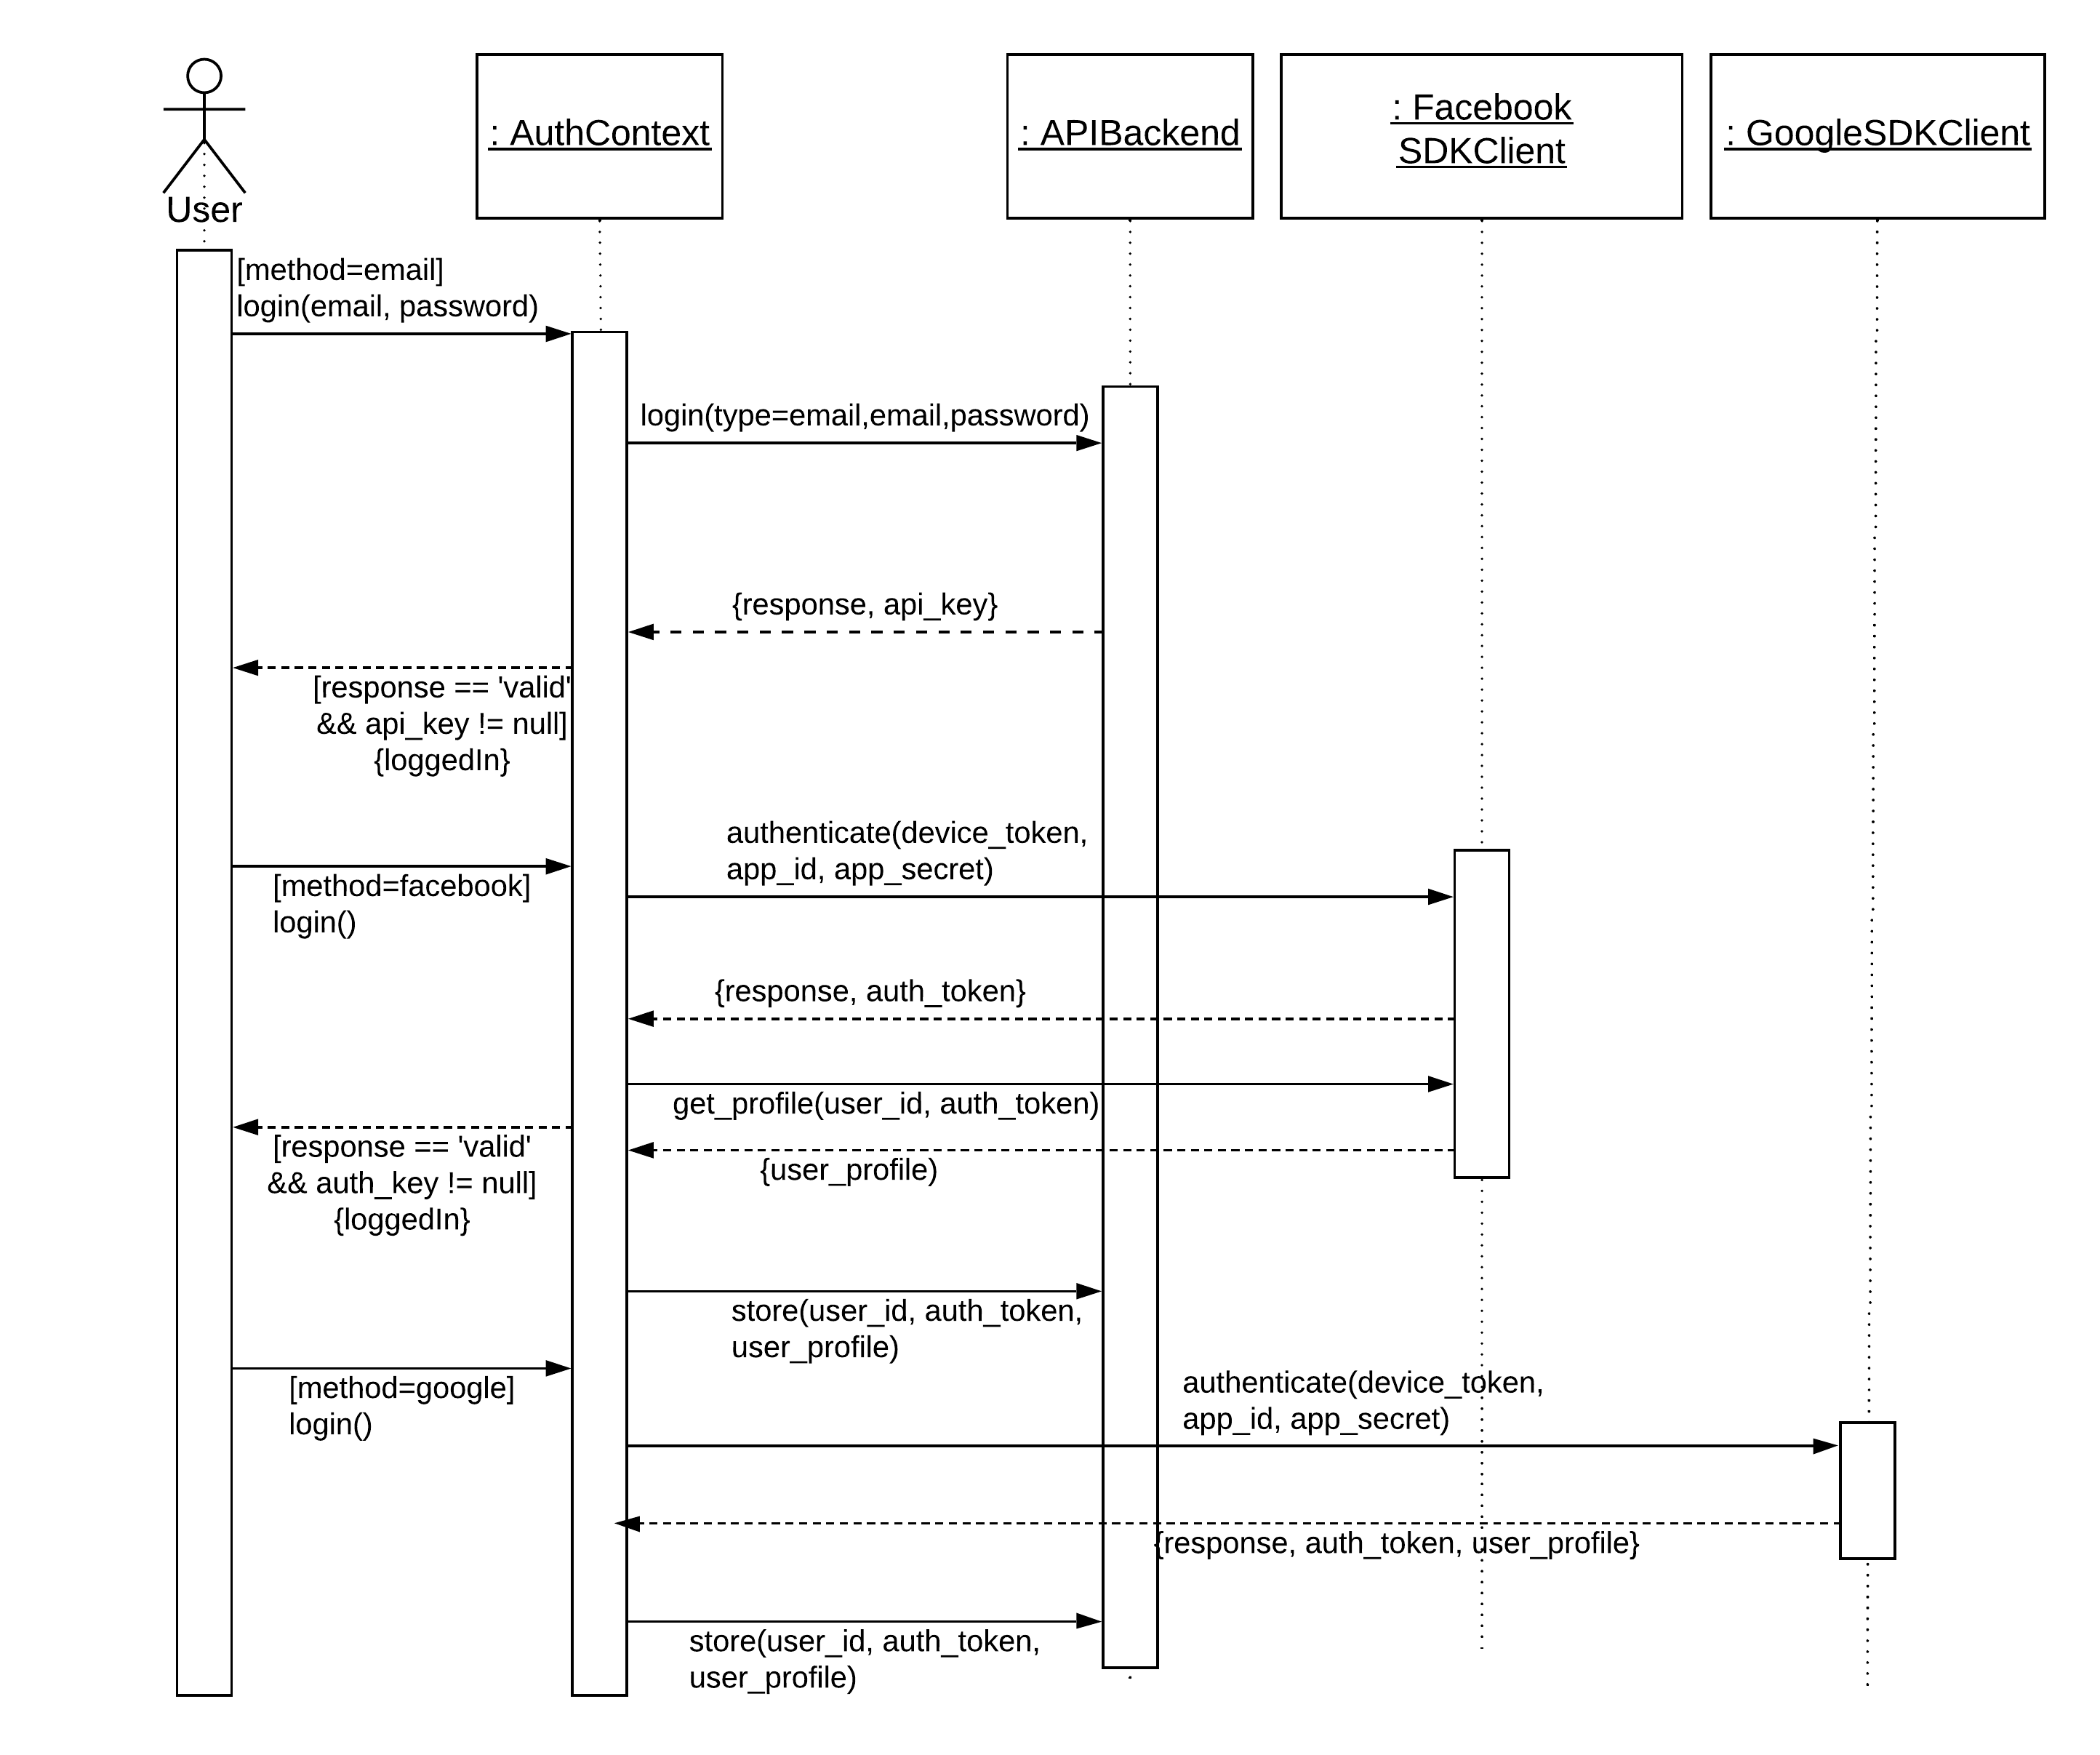 User
: AuthContext
: APIBackend
: Facebook
SDKClient
: GoogleSDKClient
[method=email]
login(email, password)
login(type=email,email,password)
{response, api_key}
[response == 'valid'
&& api_key != null]
{loggedIn}
authenticate(device_token,
app_id, app_secret)
[method=facebook]
login()
{response, auth_token}
get_profile(user_id, auth_token)
[response == 'valid'
&& auth_key != null]
{loggedIn}
{user_profile)
store(user_id, auth_token,
user_profile)
[method=google]
login()
authenticate(device_token,
app_id, app_secret)
{response, auth_token, user_profile}
store(user_id, auth_token,
user_profile)